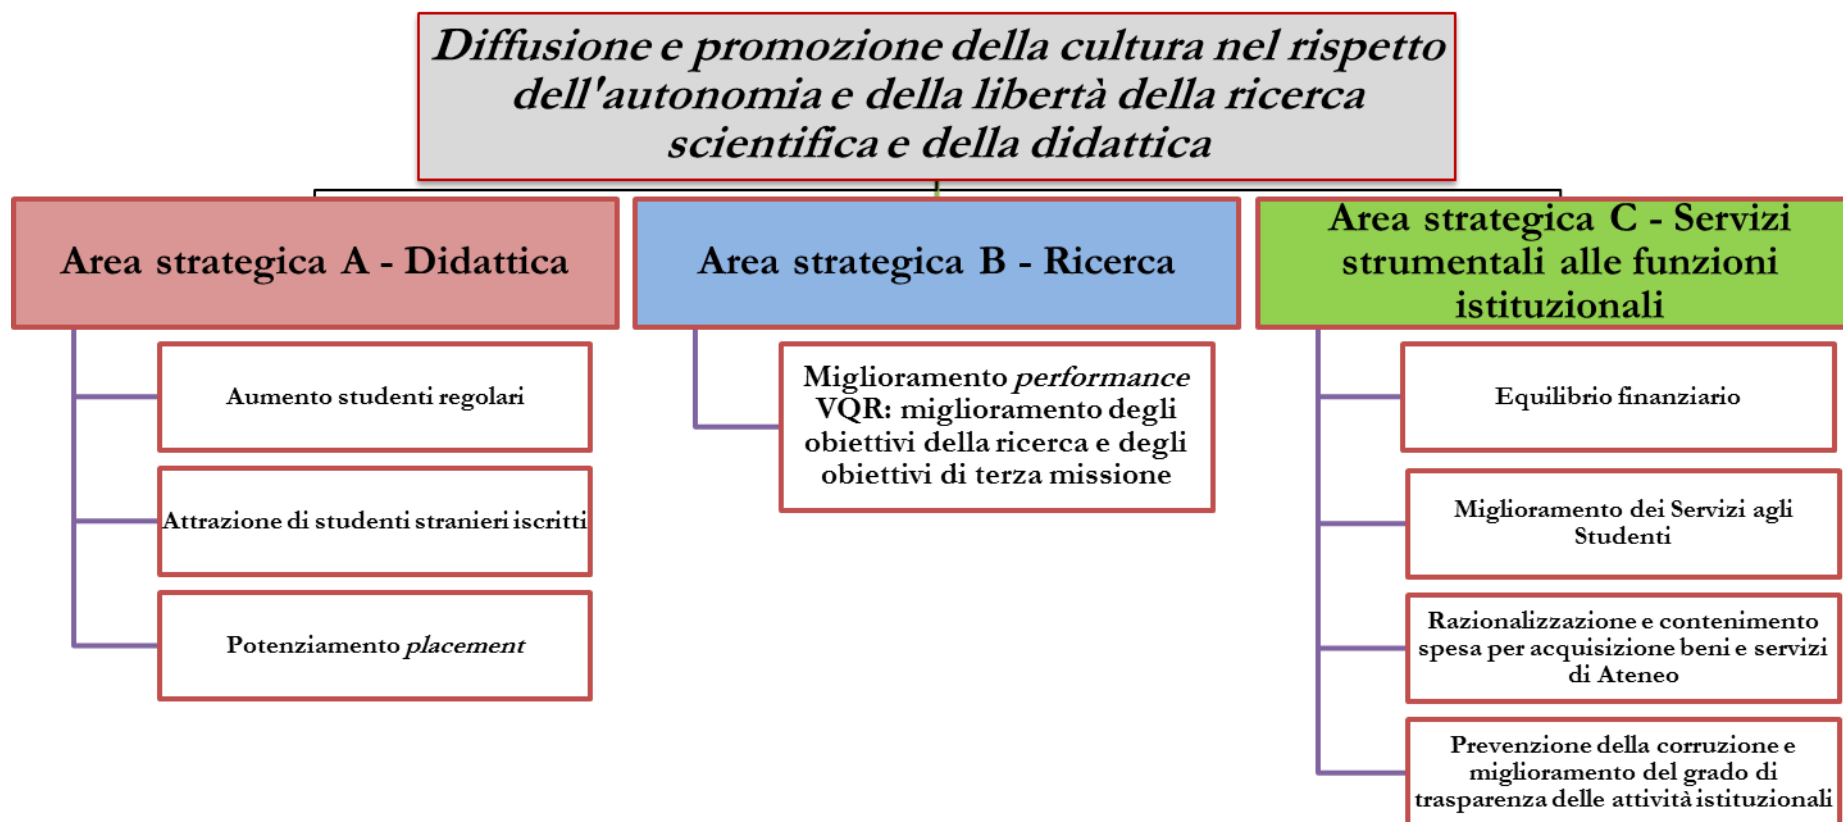 Diffusione e promozione della cultura nel rispetto
dell'autonomia e della libertà della ricerca
scientifica e della didattica
Area strategica A - Didattica
Aumento studenti regolari
Attrazione di studenti stranieri iscritti
Potenziamento placement
Area strategica B - Ricerca
Miglioramento performance
VQR: miglioramento degli
obiettivi della ricerca e degli
obiettivi di terza missione
Area strategica C - Servizi
strumentali alle funzioni
istituzionali
Equilibrio finanziario
Miglioramento dei Servizi agli
Studenti
Razionalizzazione e contenimento
spesa per acquisizione beni e servizi
di Ateneo
Prevenzione della corruzione e
miglioramento del grado di
trasparenza delle attività istituzionali